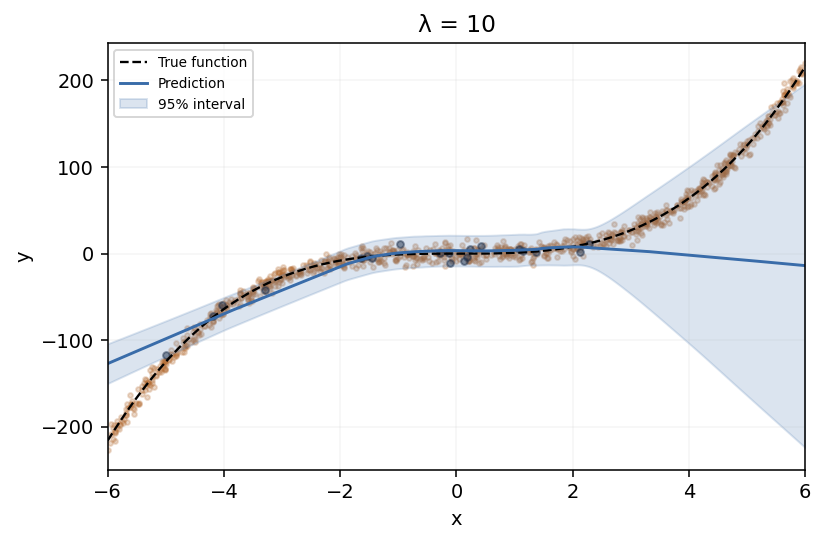 λ = 10
True function
Prediction
95% interval
200
100
0
−100
−200
y
−6
−4
−2
0
2
4
6
x